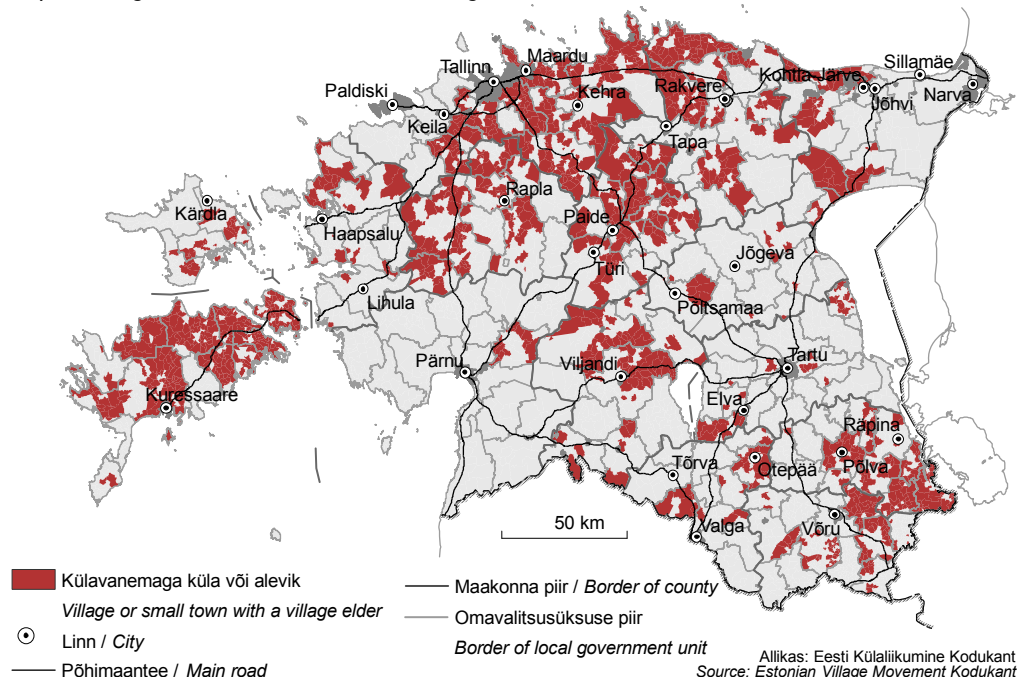 Maardu
Tallinn
Sillamäe
Kohtla-Järve
Paldiski
Kehra
Rakvere
Jõhvi
Narva
Keila
Tapa
Rapla
Kärdla
Paide
Haapsalu
Jõgeva
Türi
Lihula
Põltsamaa
Pärnu
Tartu
Viljandi
Kuressaare
Elva
Räpina
Tõrva
Otepää
Põlva
50 km
Valga
Võru
Külavanemaga küla või alevik
Village or small town with a village elder
Linn / City
Põhimaantee / Main road
Maakonna piir / Border of county
Omavalitsusüksuse piir
Border of local government unit
Allikas: Eesti Külaliikumine Kodukant
Source: Estonian Village Movement Kodukant